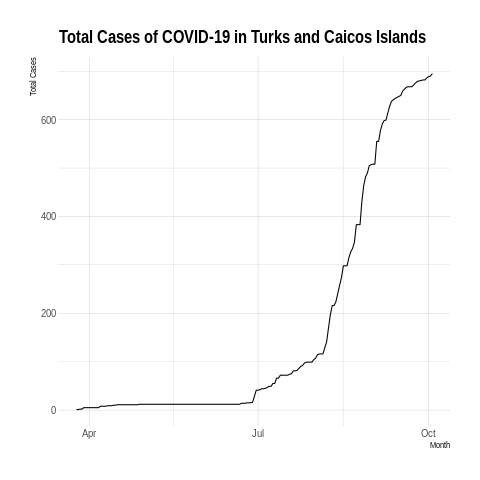 Total Cases of COVID-19 in Turks and Caicos Islands
Total Cases
600
400
200
0
Apr
Jul
Oct
Month